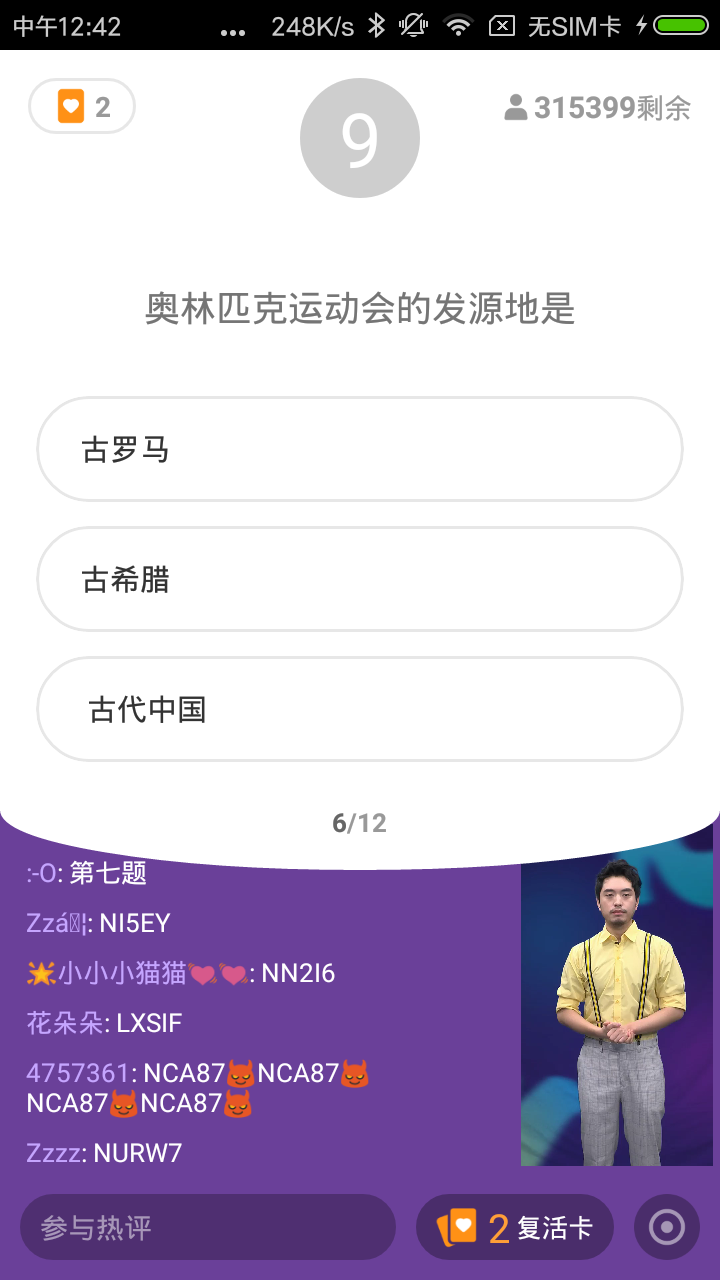 中午12:42 ... 248K/s 无SIM卡
2
9
315399剩余
奥林匹克运动会的发源地是
古罗马
古希腊
古代中国
6/12
:-O: 第七题
Zzá: NI5EY
🌟小小小猫猫💘💘: NN2I6
花朵朵: LXSIF
4757361: NCA87👿NCA87👿
NCA87👿NCA87👿
Zzzz: NURW7
参与热评
2 复活卡